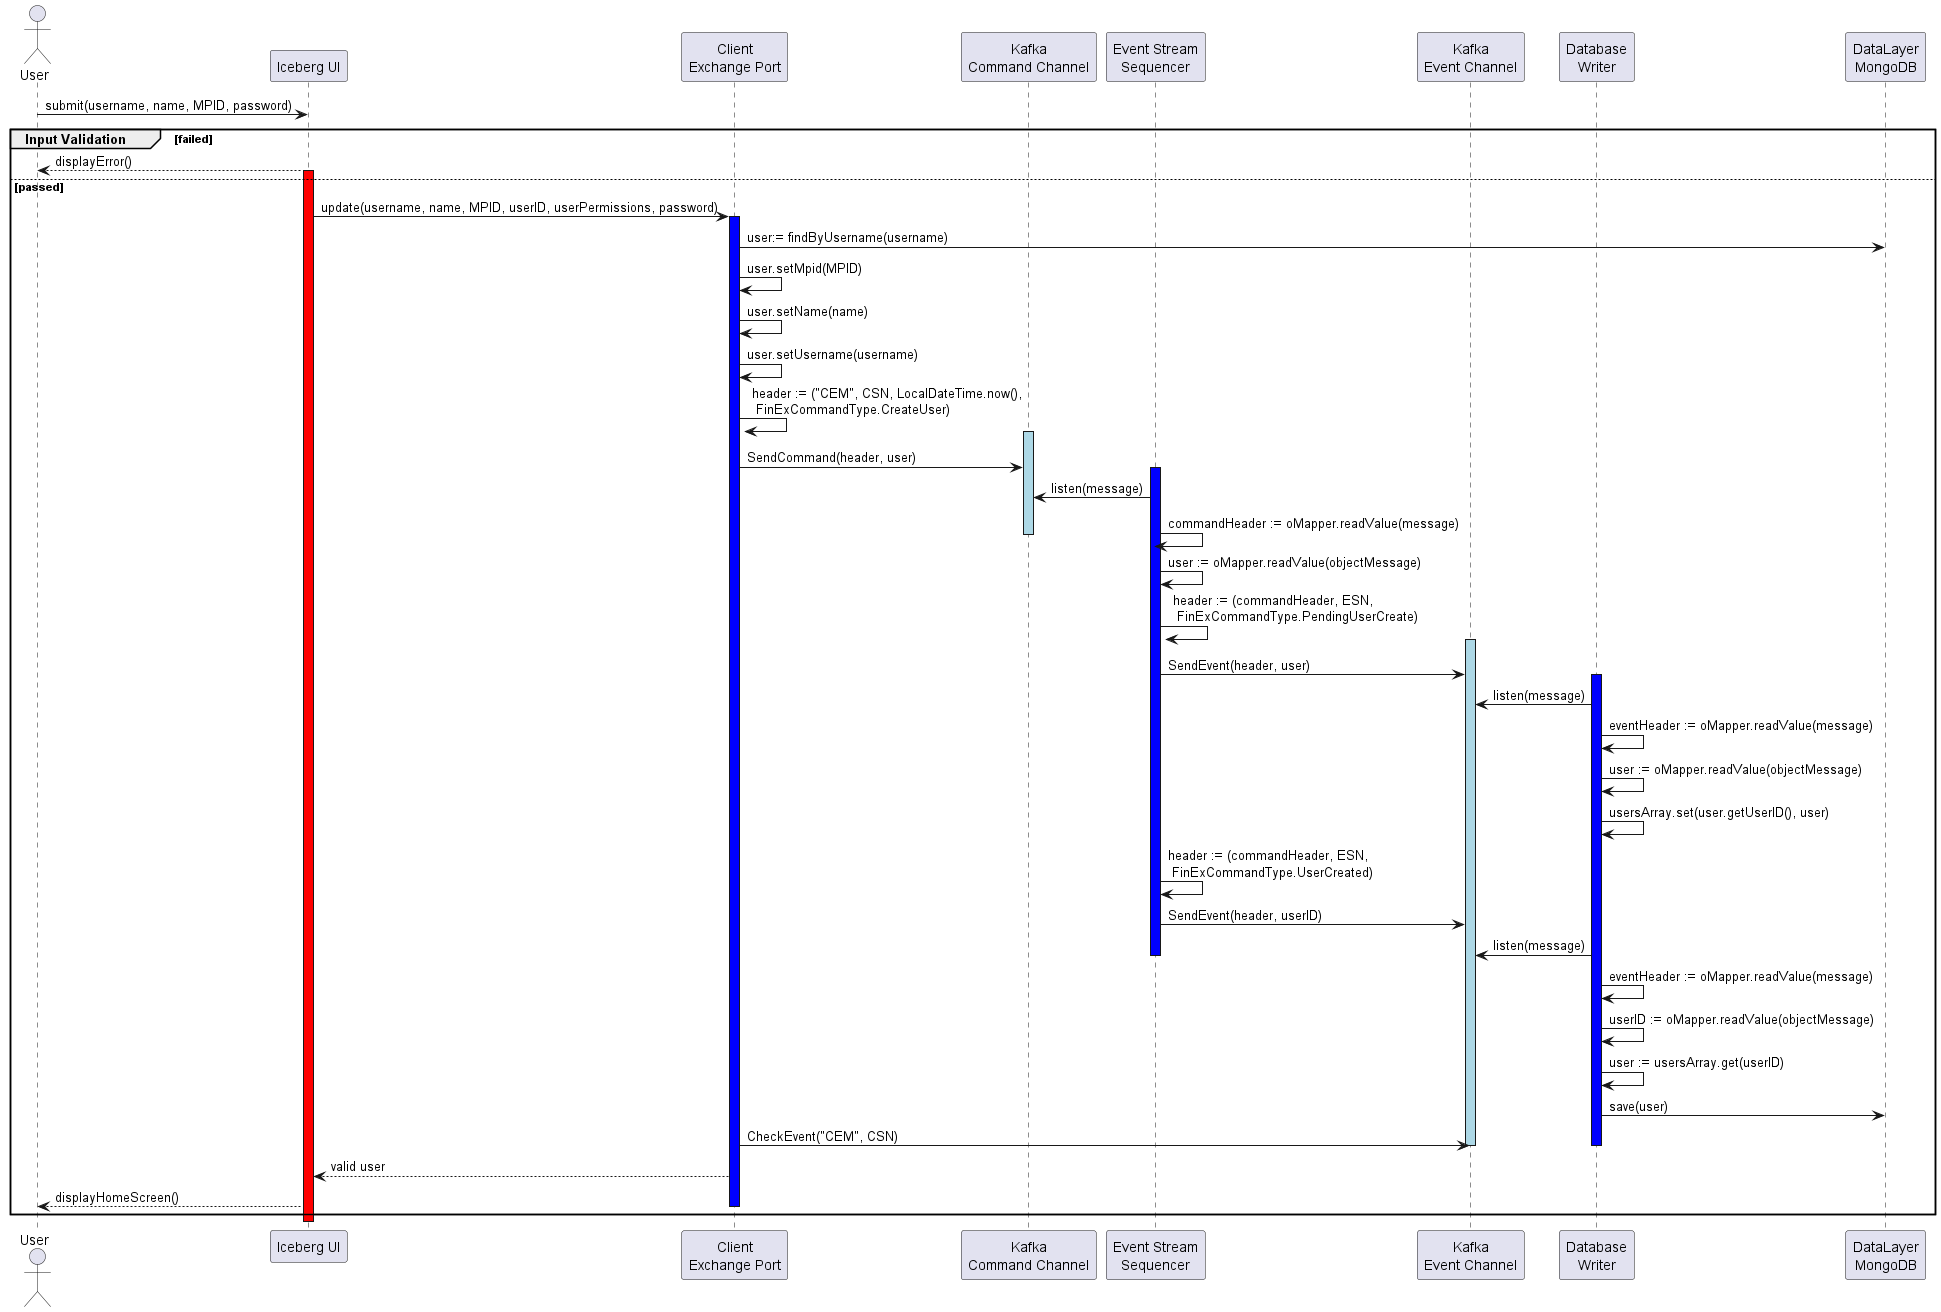 User
Iceberg UI
Client
Exchange Port
Kafka
Command Channel
Event Stream
Sequencer
Kafka
Event Channel
Database
Writer
DataLayer
MongoDB
submit(username, name, MPID, password)
Input Validation
[failed]
displayError()
[passed]
update(username, name, MPID, userID, userPermissions, password)
user:= findByUsername(username)
user.setMpid(MPID)
user.setName(name)
user.setUsername(username)
header := ("CEM", CSN, LocalDateTime.now(),
FinExCommandType.CreateUser)
SendCommand(header, user)
listen(message)
commandHeader := oMapper.readValue(message)
user := oMapper.readValue(objectMessage)
header := (commandHeader, ESN,
FinExCommandType.PendingUserCreate)
SendEvent(header, user)
listen(message)
eventHeader := oMapper.readValue(message)
user := oMapper.readValue(objectMessage)
usersArray.set(user.getUserID(), user)
header := (commandHeader, ESN,
FinExCommandType.UserCreated)
SendEvent(header, userID)
listen(message)
eventHeader := oMapper.readValue(message)
userID := oMapper.readValue(objectMessage)
user := usersArray.get(userID)
save(user)
CheckEvent("CEM", CSN)
valid user
displayHomeScreen()
User
Iceberg UI
Client
Exchange Port
Kafka
Command Channel
Event Stream
Sequencer
Kafka
Event Channel
Database
Writer
DataLayer
MongoDB